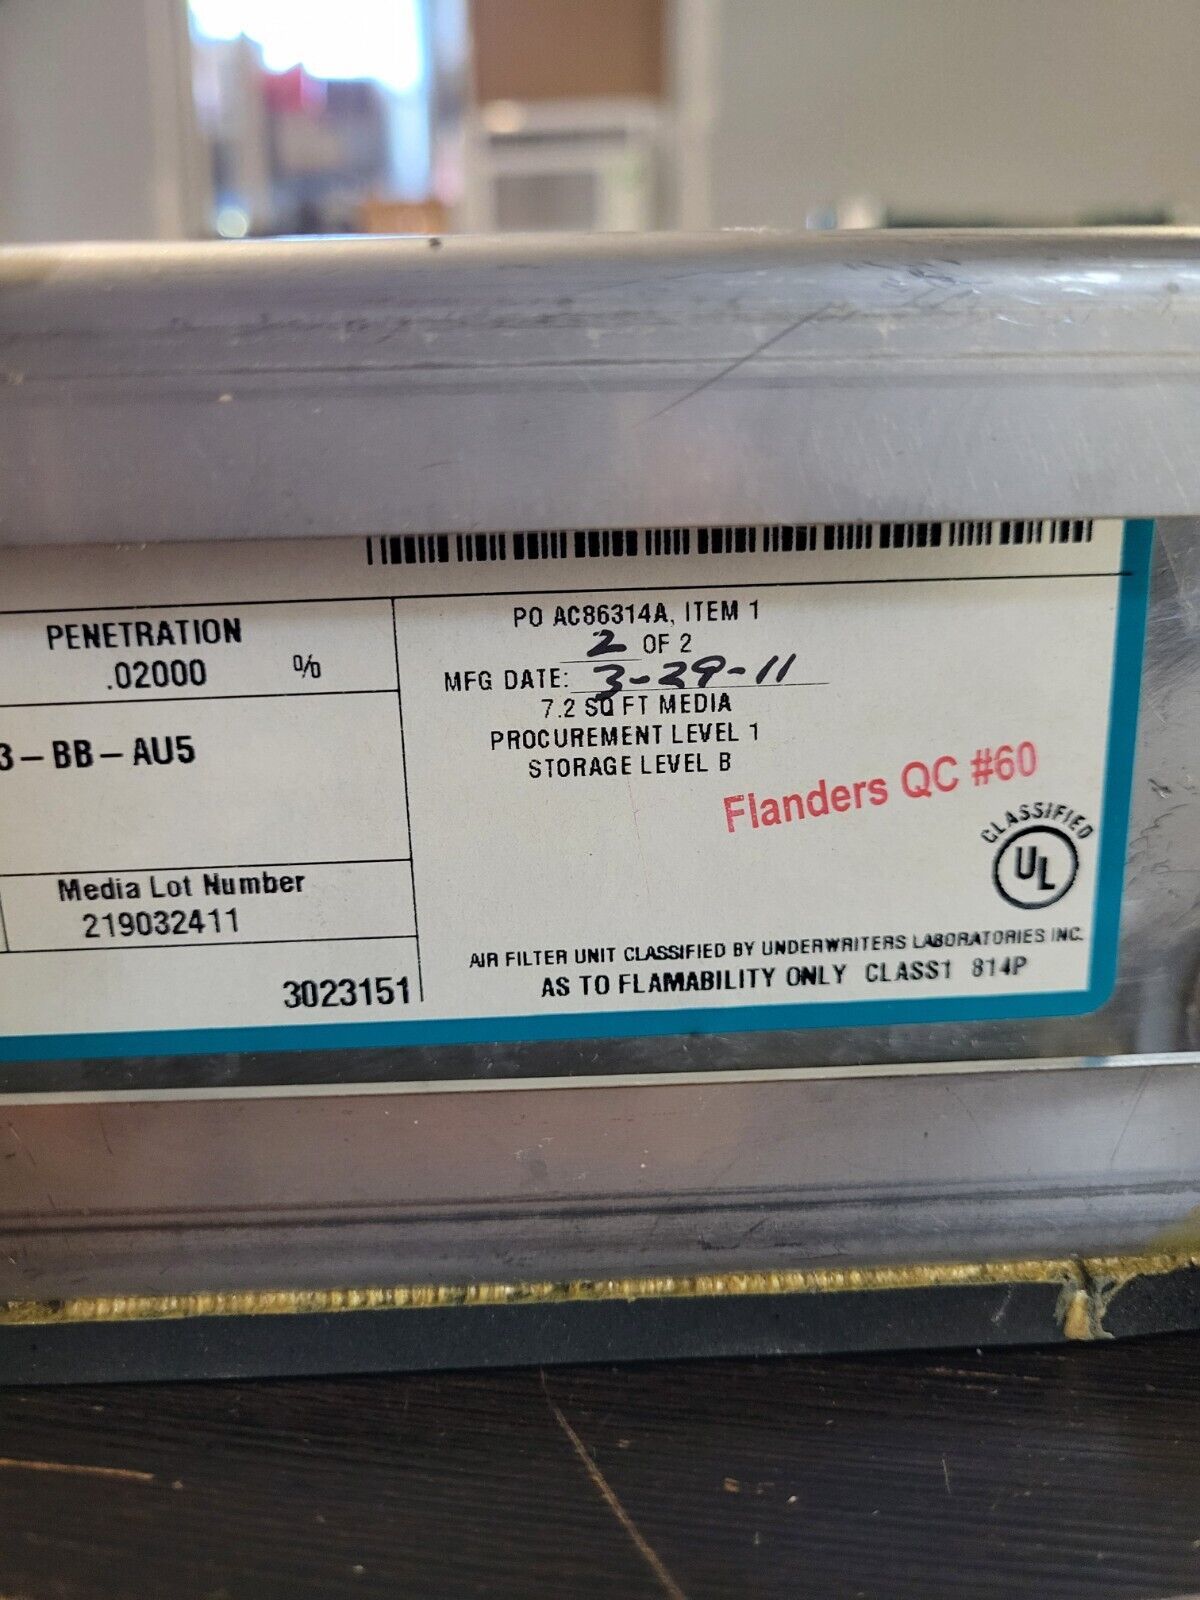 PENETRATION
.02000 %
3-BB-AU5
Media Lot Number
219032411
3023151
PO AC86314A, ITEM 1
2 OF 2
MFG DATE: 3-29-11
7.2 SQ FT MEDIA
PROCUREMENT LEVEL 1
STORAGE LEVEL B
Flanders QC #60
CLASSIFIED
UL
AIR FILTER UNIT CLASSIFIED BY UNDERWRITERS LABORATORIES INC.
AS TO FLAMABILITY ONLY CLASS1 814P